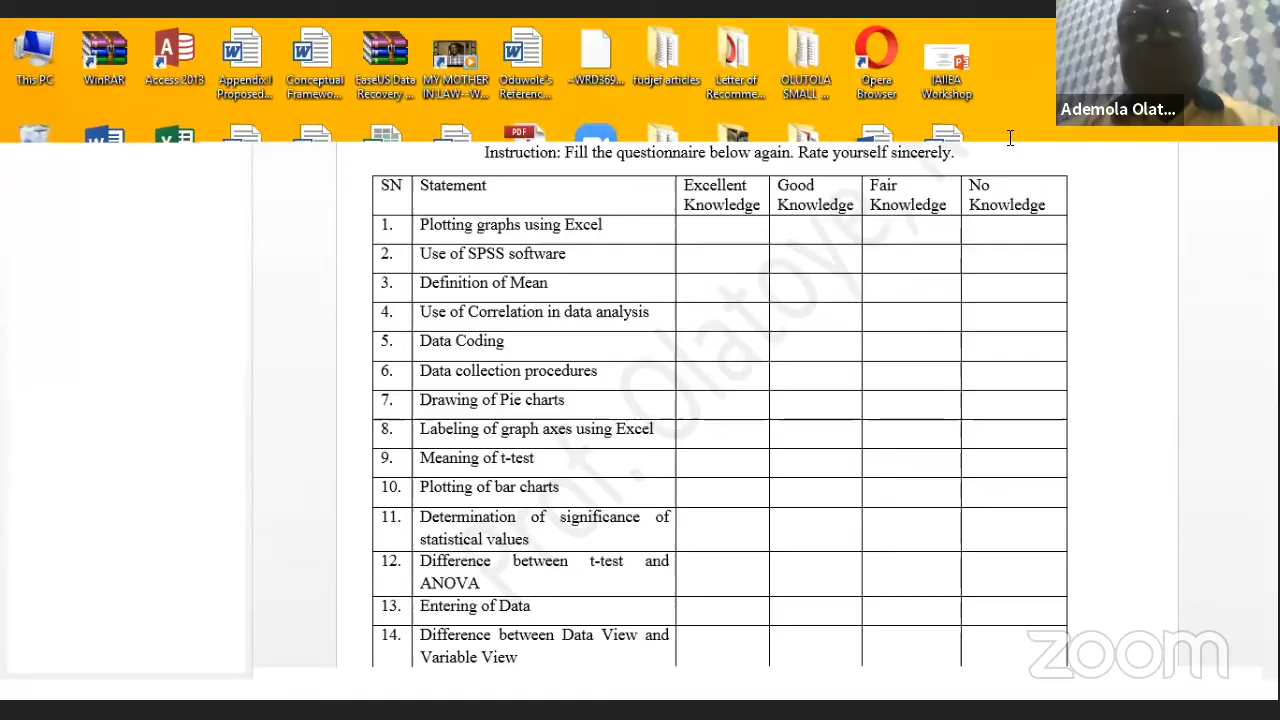 This PC
WinRAR
Access 2013
Appendix I
Proposed...
Conceptual
Framewo...
EaseUS Data
Recovery ...
MY MOTHER
IN LAW--W...
Oduwole's
Referenc...
~WRD369...
fugjef articles
Letter of
Recomme...
OLUTOLA
SMALL ...
Opera
Browser
IAIIEA
Workshop
Ademola Olat...
PDF
Instruction: Fill the questionnaire below again. Rate yourself sincerely.
SN Statement Excellent Knowledge Good Knowledge Fair Knowledge No Knowledge
1. Plotting graphs using Excel
2. Use of SPSS software
3. Definition of Mean
4. Use of Correlation in data analysis
5. Data Coding
6. Data collection procedures
7. Drawing of Pie charts
8. Labeling of graph axes using Excel
9. Meaning of t-test
10. Plotting of bar charts
11. Determination of significance of
statistical values
12. Difference between t-test and
ANOVA
13. Entering of Data
14. Difference between Data View and
Variable View
Prof. Olatoye,
zoom